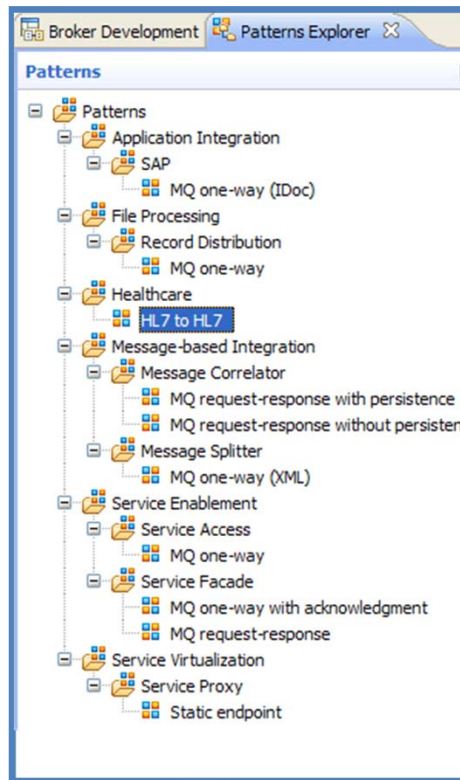 Broker Development Patterns Explorer
Patterns
Patterns
Application Integration
SAP
MQ one-way (IDoc)
File Processing
Record Distribution
MQ one-way
Healthcare
HL7 to HL7
Message-based Integration
Message Correlator
MQ request-response with persistence
MQ request-response without persisten
Message Splitter
MQ one-way (XML)
Service Enablement
Service Access
MQ one-way
Service Facade
MQ one-way with acknowledgment
MQ request-response
Service Virtualization
Service Proxy
Static endpoint